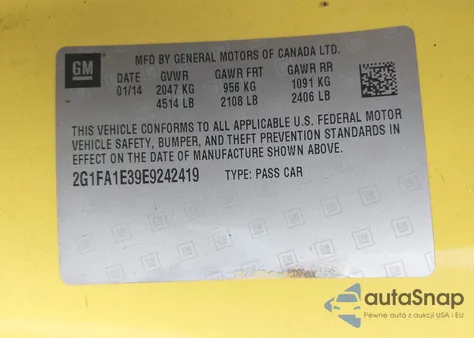 GM
MFD BY GENERAL MOTORS OF CANADA LTD.
DATE GVWR GAWR FRT GAWR RR
01/14 2047 KG 956 KG 1091 KG
4514 LB 2108 LB 2406 LB
THIS VEHICLE CONFORMS TO ALL APPLICABLE U.S. FEDERAL MOTOR
VEHICLE SAFETY, BUMPER, AND THEFT PREVENTION STANDARDS IN
EFFECT ON THE DATE OF MANUFACTURE SHOWN ABOVE.
2G1FA1E39E9242419 TYPE: PASS CAR
autoSnap
Pewne auta z aukcji USA i EU